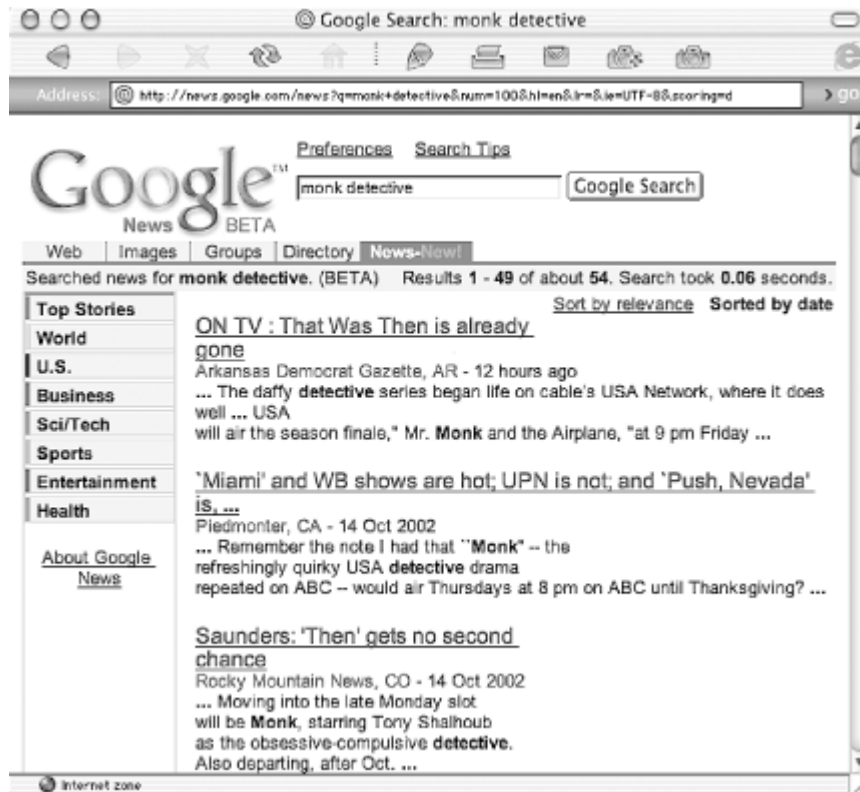 Google Search: monk detective
Address: http://news.google.com/news?q=monk+detective&num=100&hl=en&lr=&ie=UTF-8&scoring=d go
Preferences Search Tips
Google™
monk detective Google Search
News BETA
Web Images Groups Directory News-New!
Searched news for monk detective. (BETA) Results 1 - 49 of about 54. Search took 0.06 seconds.
Sort by relevance Sorted by date
Top Stories
World
U.S.
Business
Sci/Tech
Sports
Entertainment
Health
About Google
News
ON TV : That Was Then is already
gone
Arkansas Democrat Gazette, AR - 12 hours ago
... The daffy detective series began life on cable's USA Network, where it does
well ... USA
will air the season finale," Mr. Monk and the Airplane, "at 9 pm Friday ...
`Miami' and WB shows are hot; UPN is not; and `Push, Nevada'
is, ...
Piedmonter, CA - 14 Oct 2002
... Remember the note I had that ``Monk'' -- the
refreshingly quirky USA detective drama
repeated on ABC -- would air Thursdays at 8 pm on ABC until Thanksgiving? ...
Saunders: 'Then' gets no second
chance
Rocky Mountain News, CO - 14 Oct 2002
... Moving into the late Monday slot
will be Monk, starring Tony Shalhoub
as the obsessive-compulsive detective.
Also departing, after Oct. ...
Internet zone